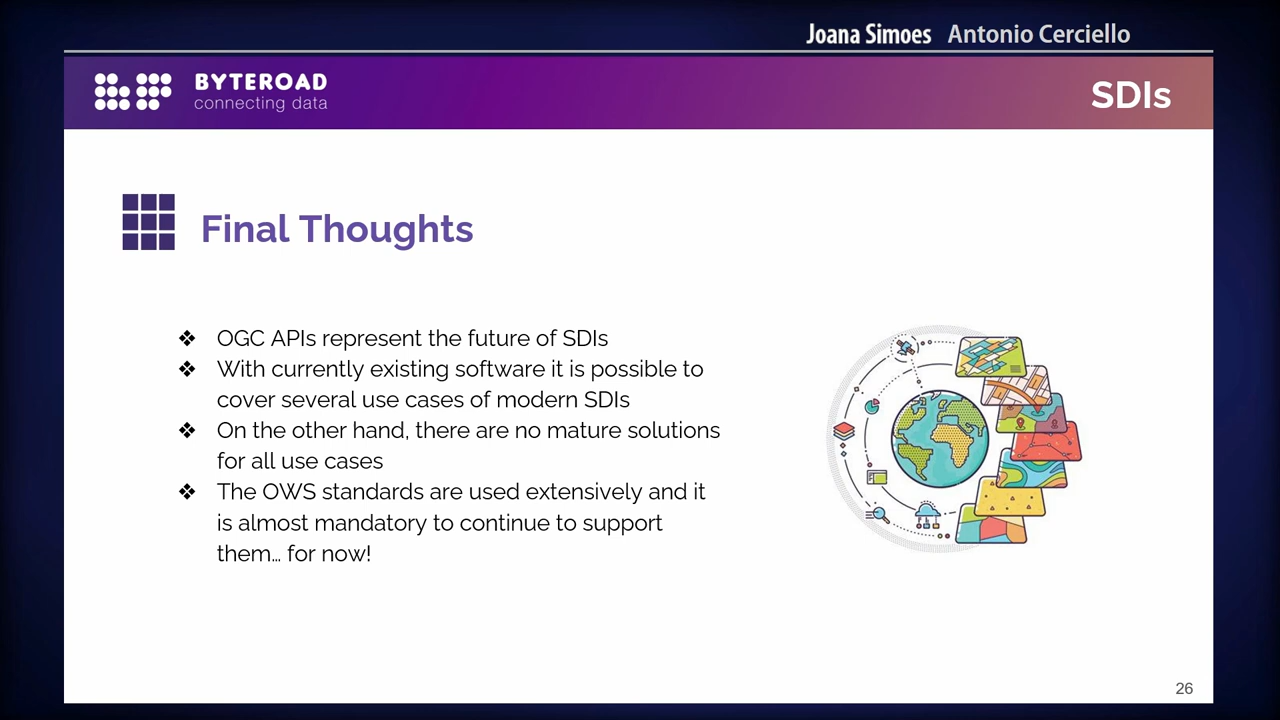 Joana Simoes Antonio Cerciello
BYTEROAD
connecting data
SDIs
Final Thoughts
❖ OGC APIs represent the future of SDIs
❖ With currently existing software it is possible to
cover several use cases of modern SDIs
❖ On the other hand, there are no mature solutions
for all use cases
❖ The OWS standards are used extensively and it
is almost mandatory to continue to support
them… for now!
26